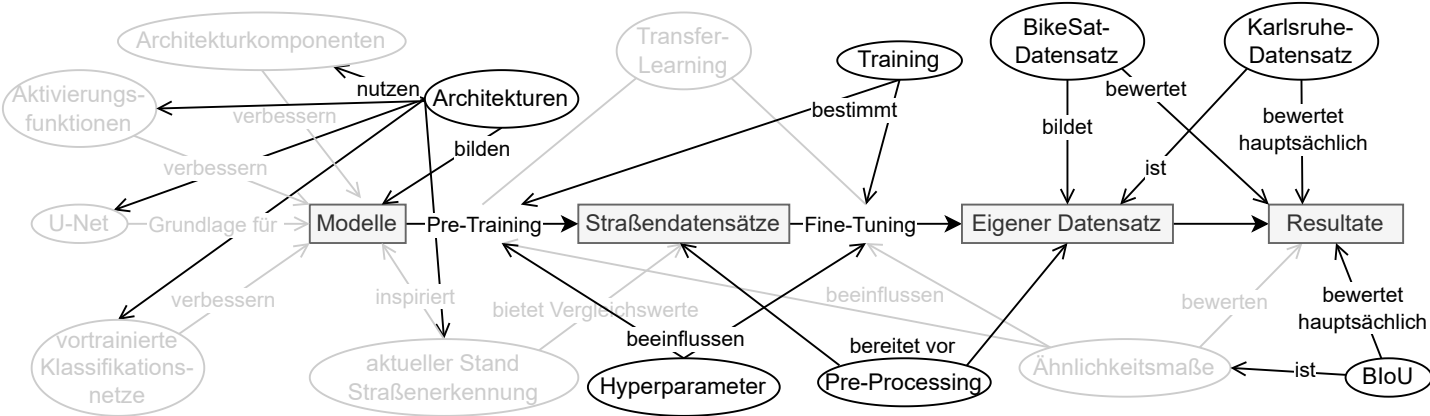 Architekturkomponenten
Transfer-
Learning
Training
BikeSat-
Datensatz
Karlsruhe-
Datensatz
Aktivierungs-
funktionen
nutzen
Architekturen
verbessern
bestimmt
bewertet
bilden
bildet
bewertet
hauptsächlich
verbessern
ist
U-Net
Grundlage für
Modelle
Pre-Training
Straßendatensätze
Fine-Tuning
Eigener Datensatz
Resultate
verbessern
inspiriert
bietet Vergleichswerte
beeinflussen
bewerten
bewertet
hauptsächlich
vortrainierte
Klassifikations-
netze
aktueller Stand
Straßenerkennung
beeinflussen
Hyperparameter
bereitet vor
Pre-Processing
Ähnlichkeitsmaße
ist
BIoU